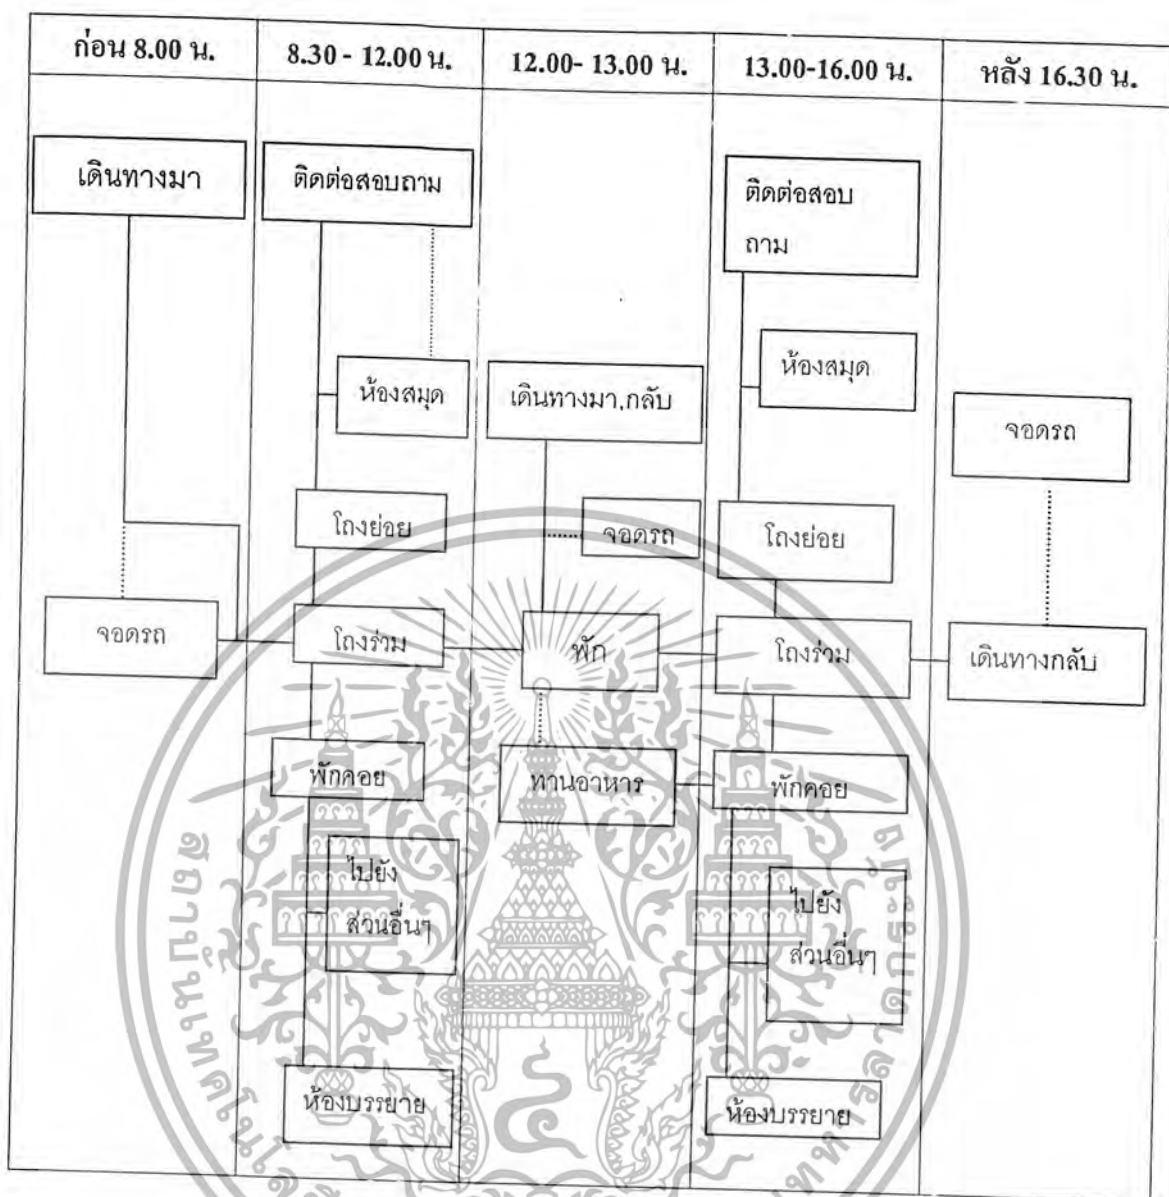 ก่อน 8.00 น.
8.30 - 12.00 น.
12.00- 13.00 น.
13.00-16.00 น.
หลัง 16.30 น.
เดินทางมา
จอดรถ
ติดต่อสอบถาม
ห้องสมุด
โถงย่อย
โถงร่วม
พักคอย
ไปยัง
ส่วนอื่นๆ
ห้องบรรยาย
เดินทางมา,กลับ
จอดรถ
พัก
ทานอาหาร
ติดต่อสอบ
ถาม
ห้องสมุด
โถงย่อย
โถงร่วม
พักคอย
ไปยัง
ส่วนอื่นๆ
ห้องบรรยาย
จอดรถ
เดินทางกลับ